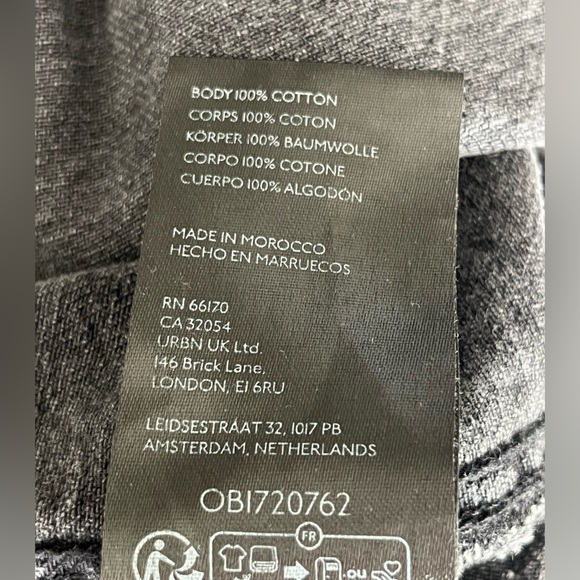 BODY 100% COTTON
CORPS 100% COTON
KÖRPER 100% BAUMWOLLE
CORPO 100% COTONE
CUERPO 100% ALGODÓN
MADE IN MOROCCO
HECHO EN MARRUECOS
RN 66170
CA 32054
URBN UK Ltd.
146 Brick Lane.
LONDON, E1 6RU
LEIDSESTRAAT 32, 1017 PB
AMSTERDAM, NETHERLANDS
OB1720762
FR
OU